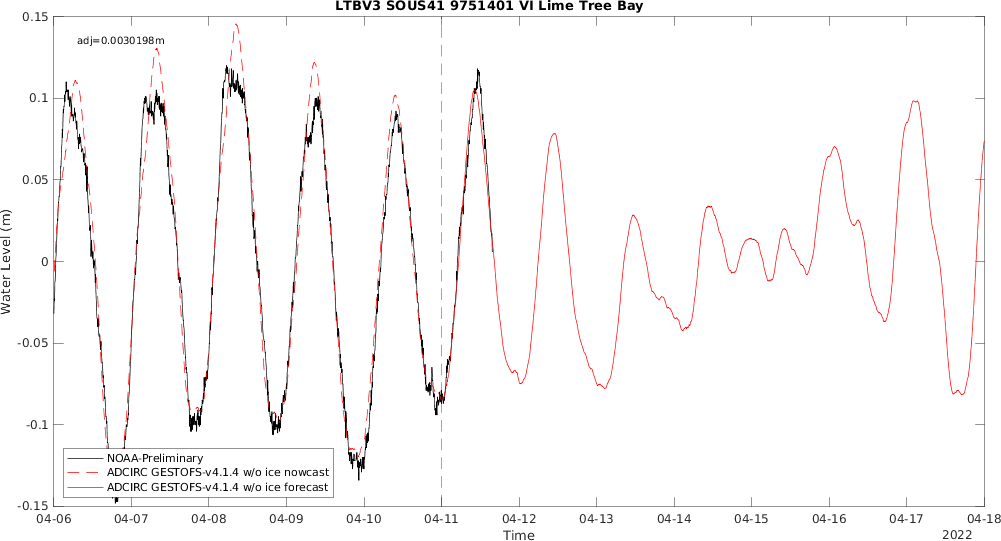 LTBV3 SOUS41 9751401 VI Lime Tree Bay
adj=0.0030198m
0.15
0.1
0.05
0
-0.05
-0.1
-0.15
Water Level (m)
NOAA-Preliminary
ADCIRC GESTOFS-v4.1.4 w/o ice nowcast
ADCIRC GESTOFS-v4.1.4 w/o ice forecast
04-06 04-07 04-08 04-09 04-10 04-11 04-12 04-13 04-14 04-15 04-16 04-17 04-18
Time
2022